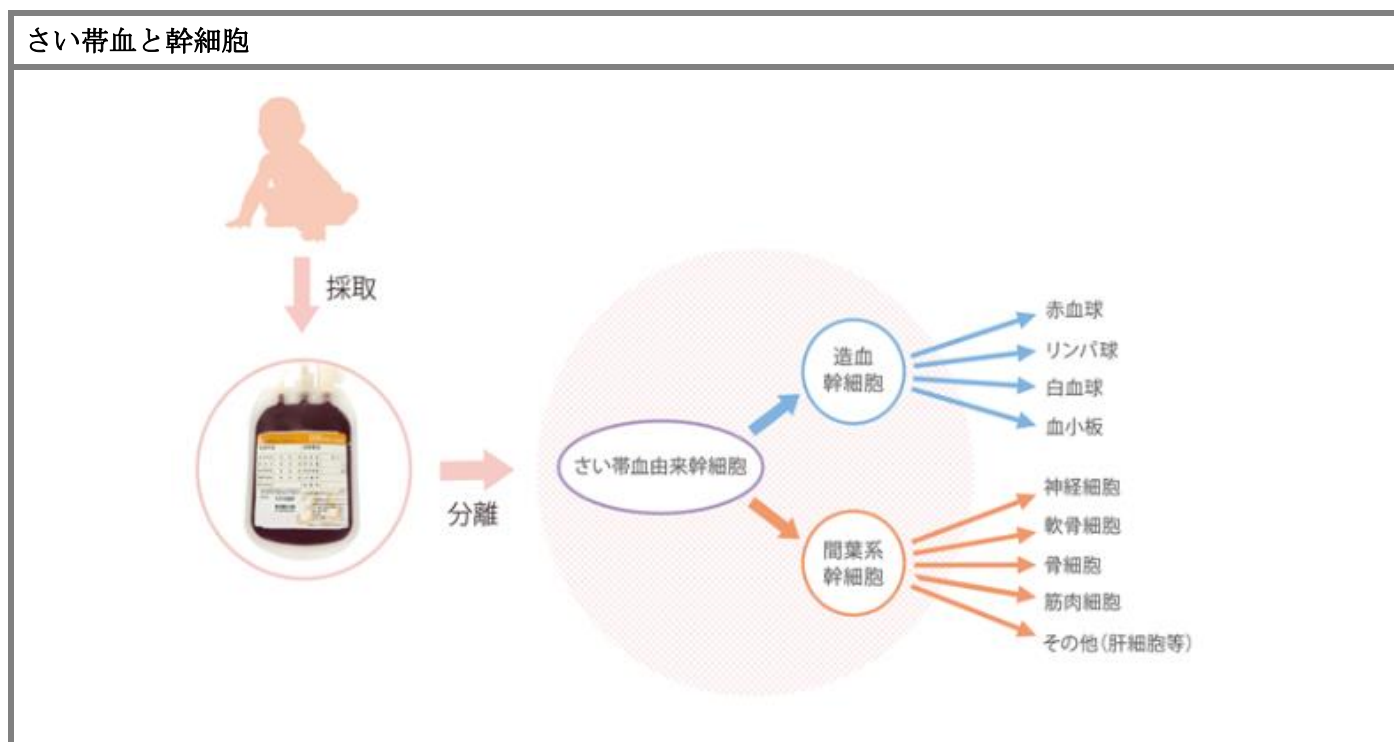 さい帯血と幹細胞
採取
分離
さい帯血由来幹細胞
造血
幹細胞
赤血球
リンパ球
白血球
血小板
間葉系
幹細胞
神経細胞
軟骨細胞
骨細胞
筋肉細胞
その他(肝細胞等)